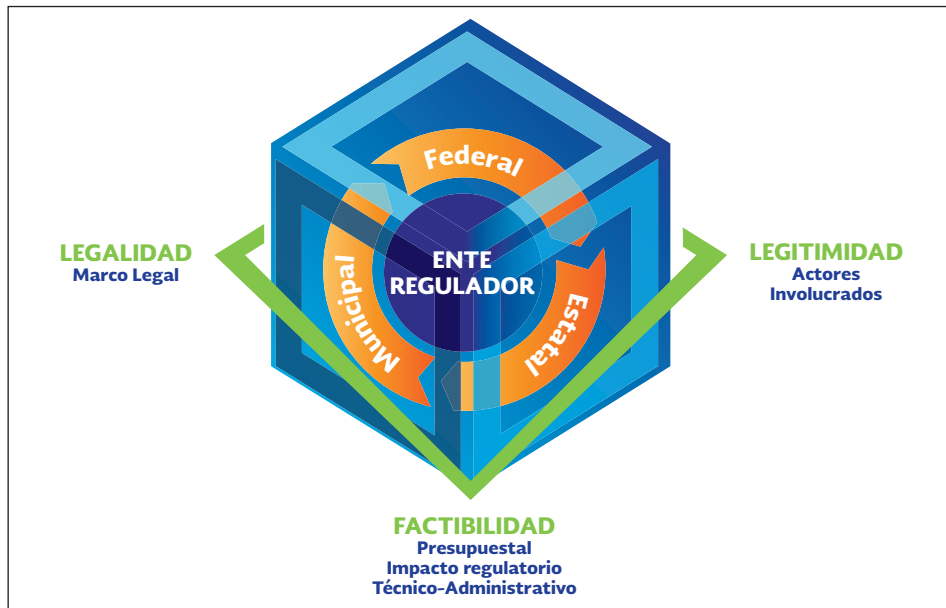 Federal
LEGALIDAD
Marco Legal
ENTE
REGULADOR
LEGITIMIDAD
Actores
Involucrados
Municipal
Estatal
FACTIBILIDAD
Presupuestal
Impacto regulatorio
Técnico-Administrativo